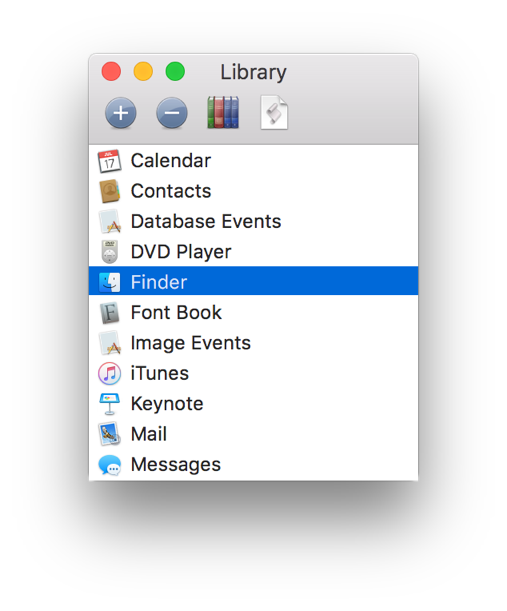 Library
Calendar
Contacts
Database Events
DVD Player
Finder
Font Book
Image Events
iTunes
Keynote
Mail
Messages